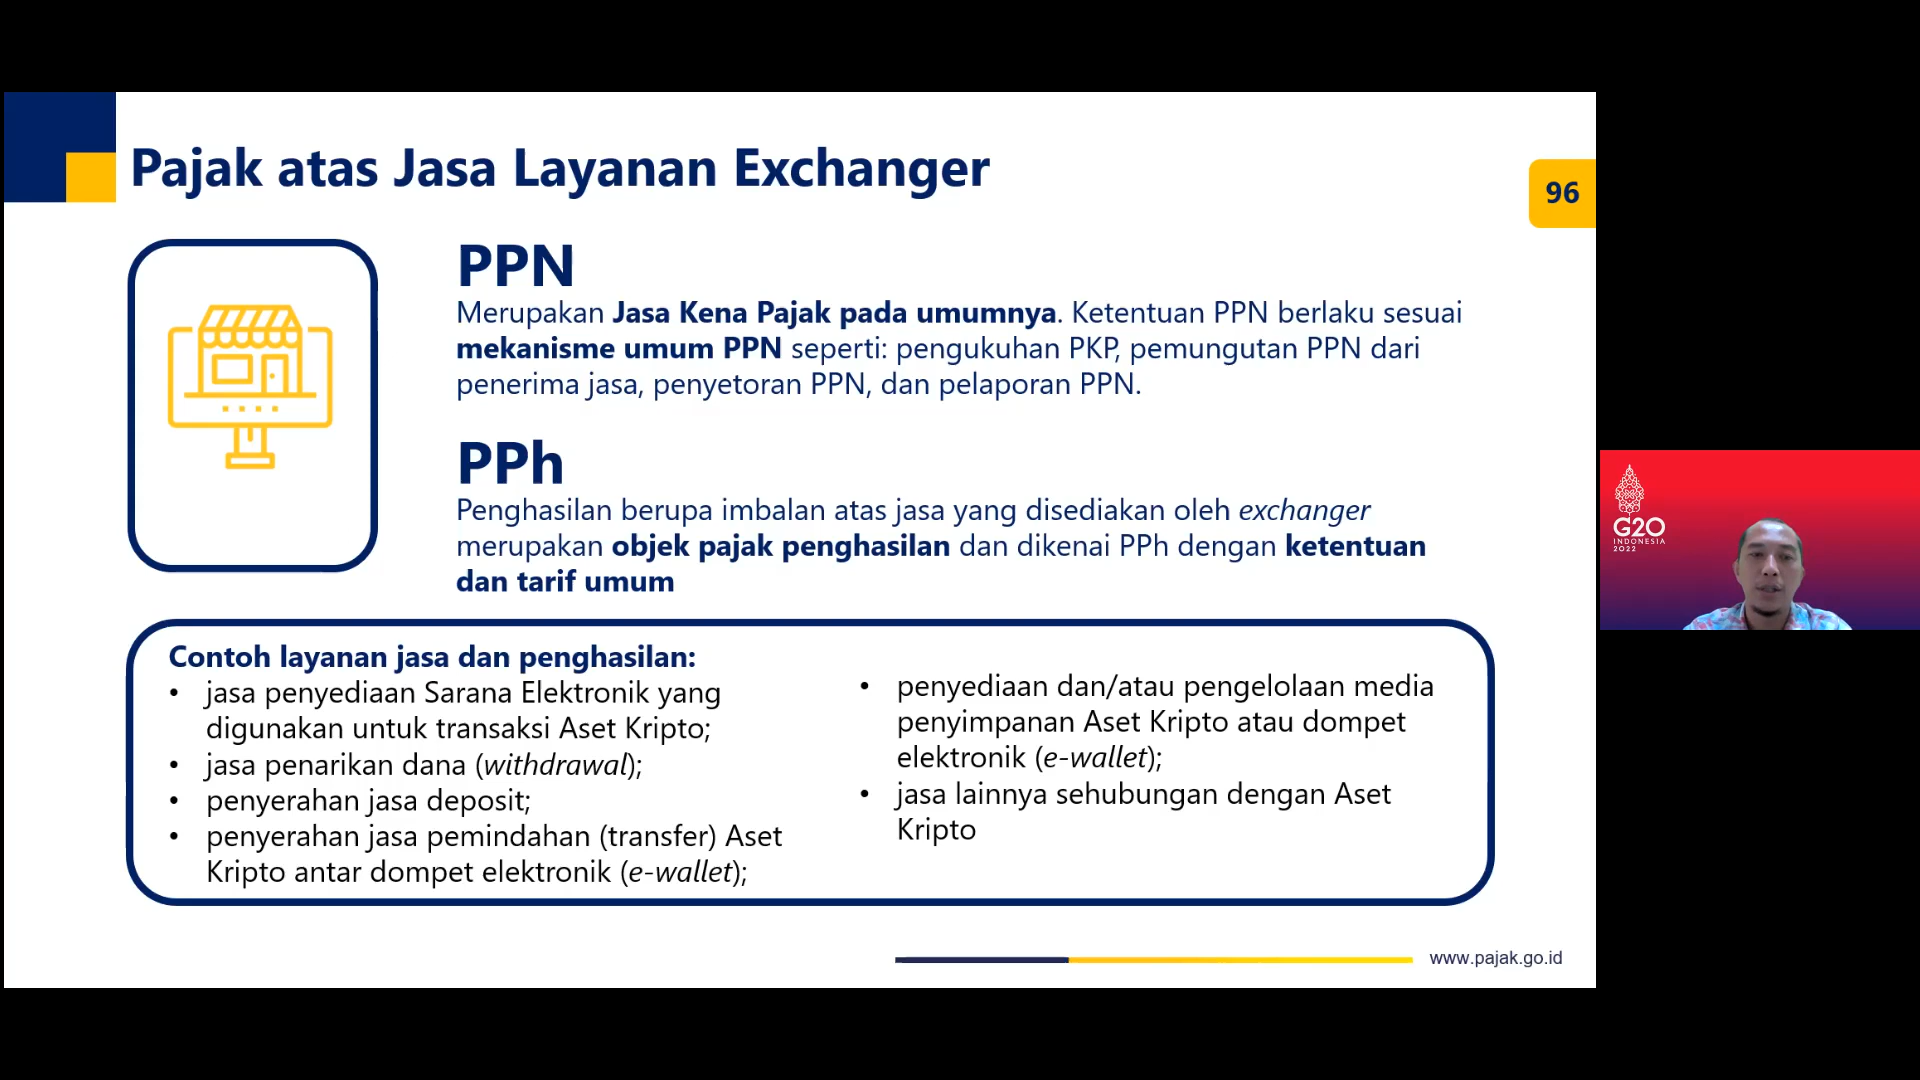 Pajak atas Jasa Layanan Exchanger
96
PPN
Merupakan Jasa Kena Pajak pada umumnya. Ketentuan PPN berlaku sesuai
mekanisme umum PPN seperti: pengukuhan PKP, pemungutan PPN dari
penerima jasa, penyetoran PPN, dan pelaporan PPN.
PPh
Penghasilan berupa imbalan atas jasa yang disediakan oleh exchanger
merupakan objek pajak penghasilan dan dikenai PPh dengan ketentuan
dan tarif umum
Contoh layanan jasa dan penghasilan:
• jasa penyediaan Sarana Elektronik yang
digunakan untuk transaksi Aset Kripto;
• jasa penarikan dana (withdrawal);
• penyerahan jasa deposit;
• penyerahan jasa pemindahan (transfer) Aset
Kripto antar dompet elektronik (e-wallet);
• penyediaan dan/atau pengelolaan media
penyimpanan Aset Kripto atau dompet
elektronik (e-wallet);
• jasa lainnya sehubungan dengan Aset
Kripto
www.pajak.go.id
G20
INDONESIA
2022